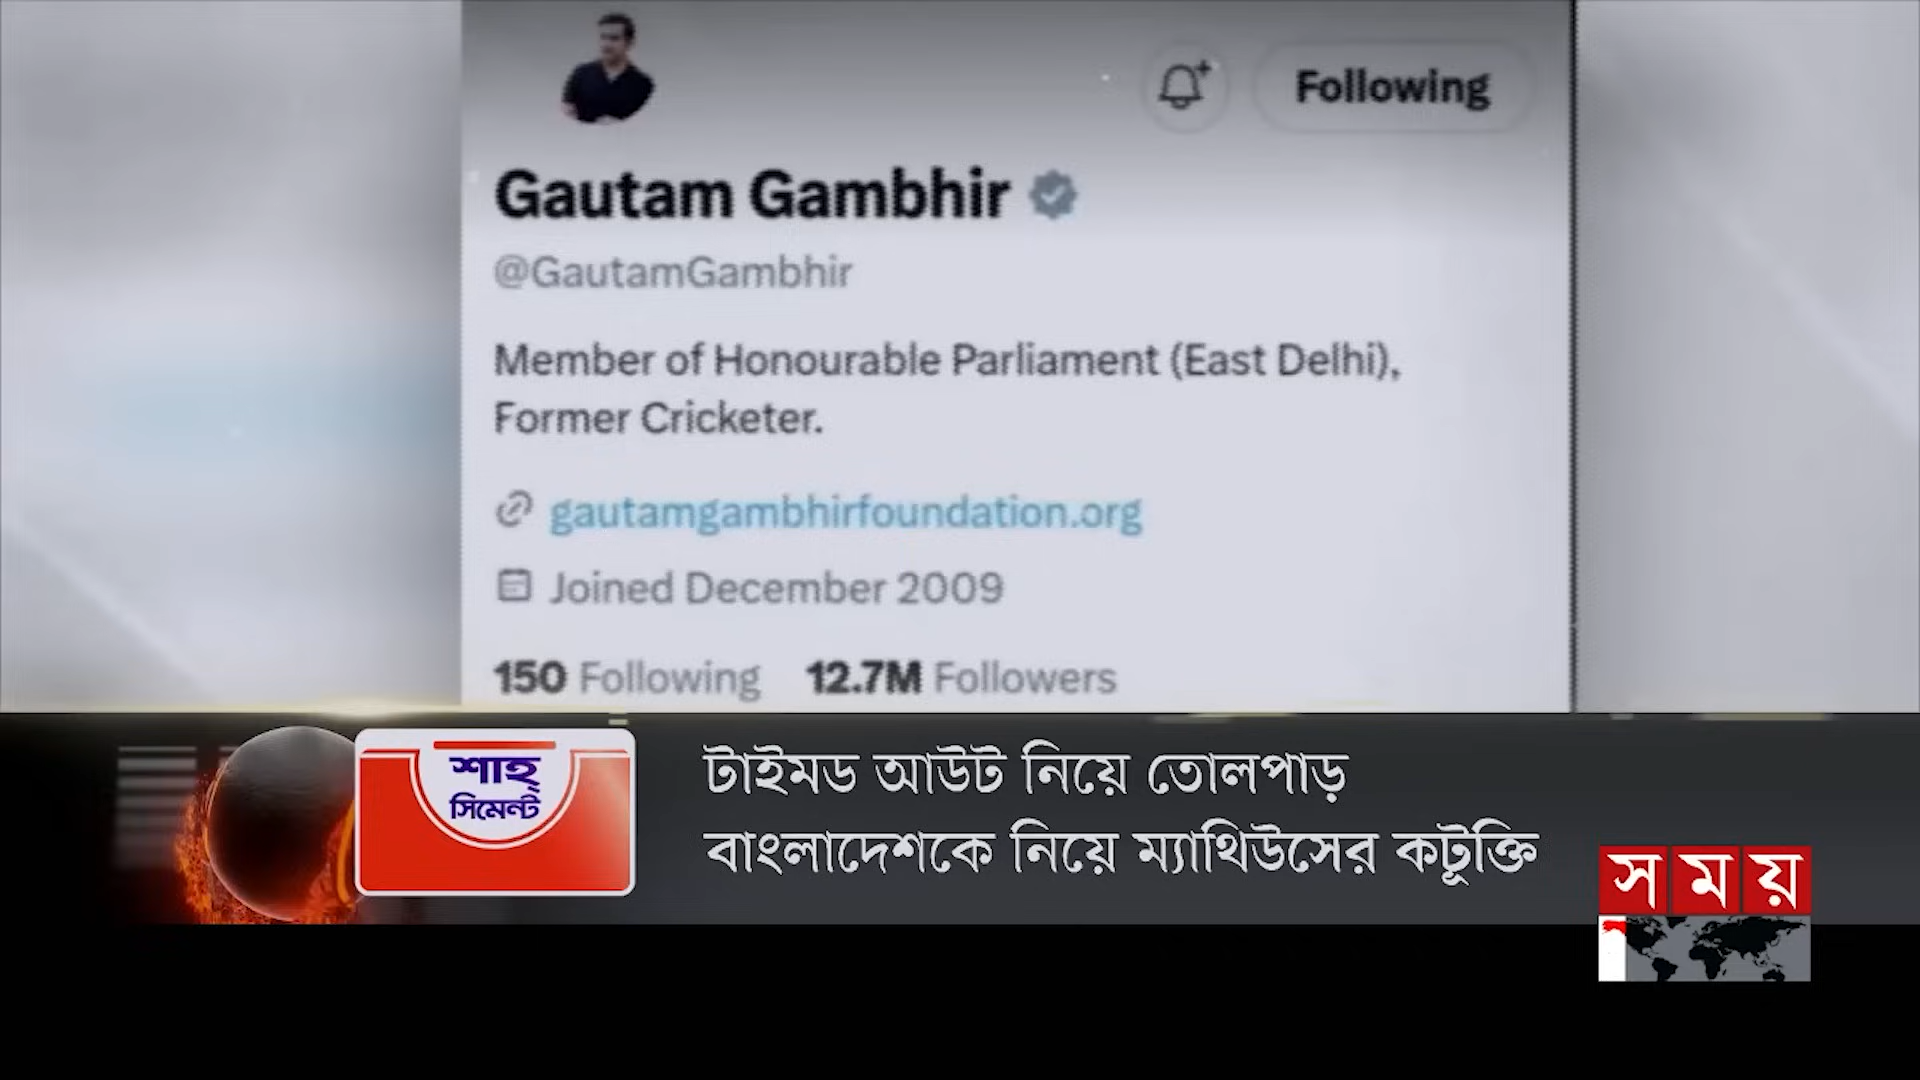 Following
Gautam Gambhir
@GautamGambhir
Member of Honourable Parliament (East Delhi),
Former Cricketer.
gautamgambhirfoundation.org
Joined December 2009
150 Following 12.7M Followers
শাহ্
সিমেন্ট
টাইমড আউট নিয়ে তোলপাড়
বাংলাদেশকে নিয়ে ম্যাথিউসের কটূক্তি
সময়